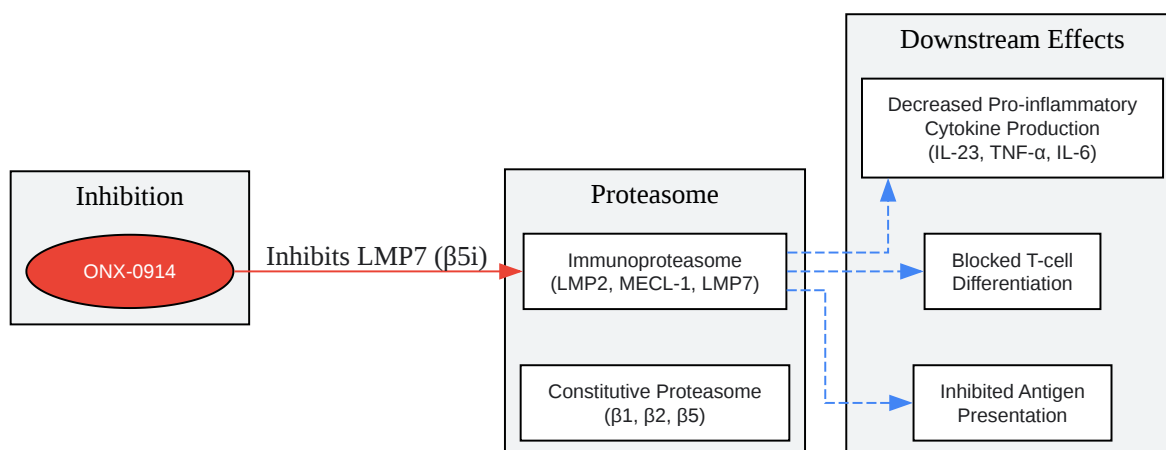 Inhibition
ONX-0914
Inhibits LMP7 (β5i)
Proteasome
Immunoproteasome
(LMP2, MECL-1, LMP7)
Constitutive Proteasome
(β1, β2, β5)
Downstream Effects
Decreased Pro-inflammatory
Cytokine Production
(IL-23, TNF-α, IL-6)
Blocked T-cell
Differentiation
Inhibited Antigen
Presentation